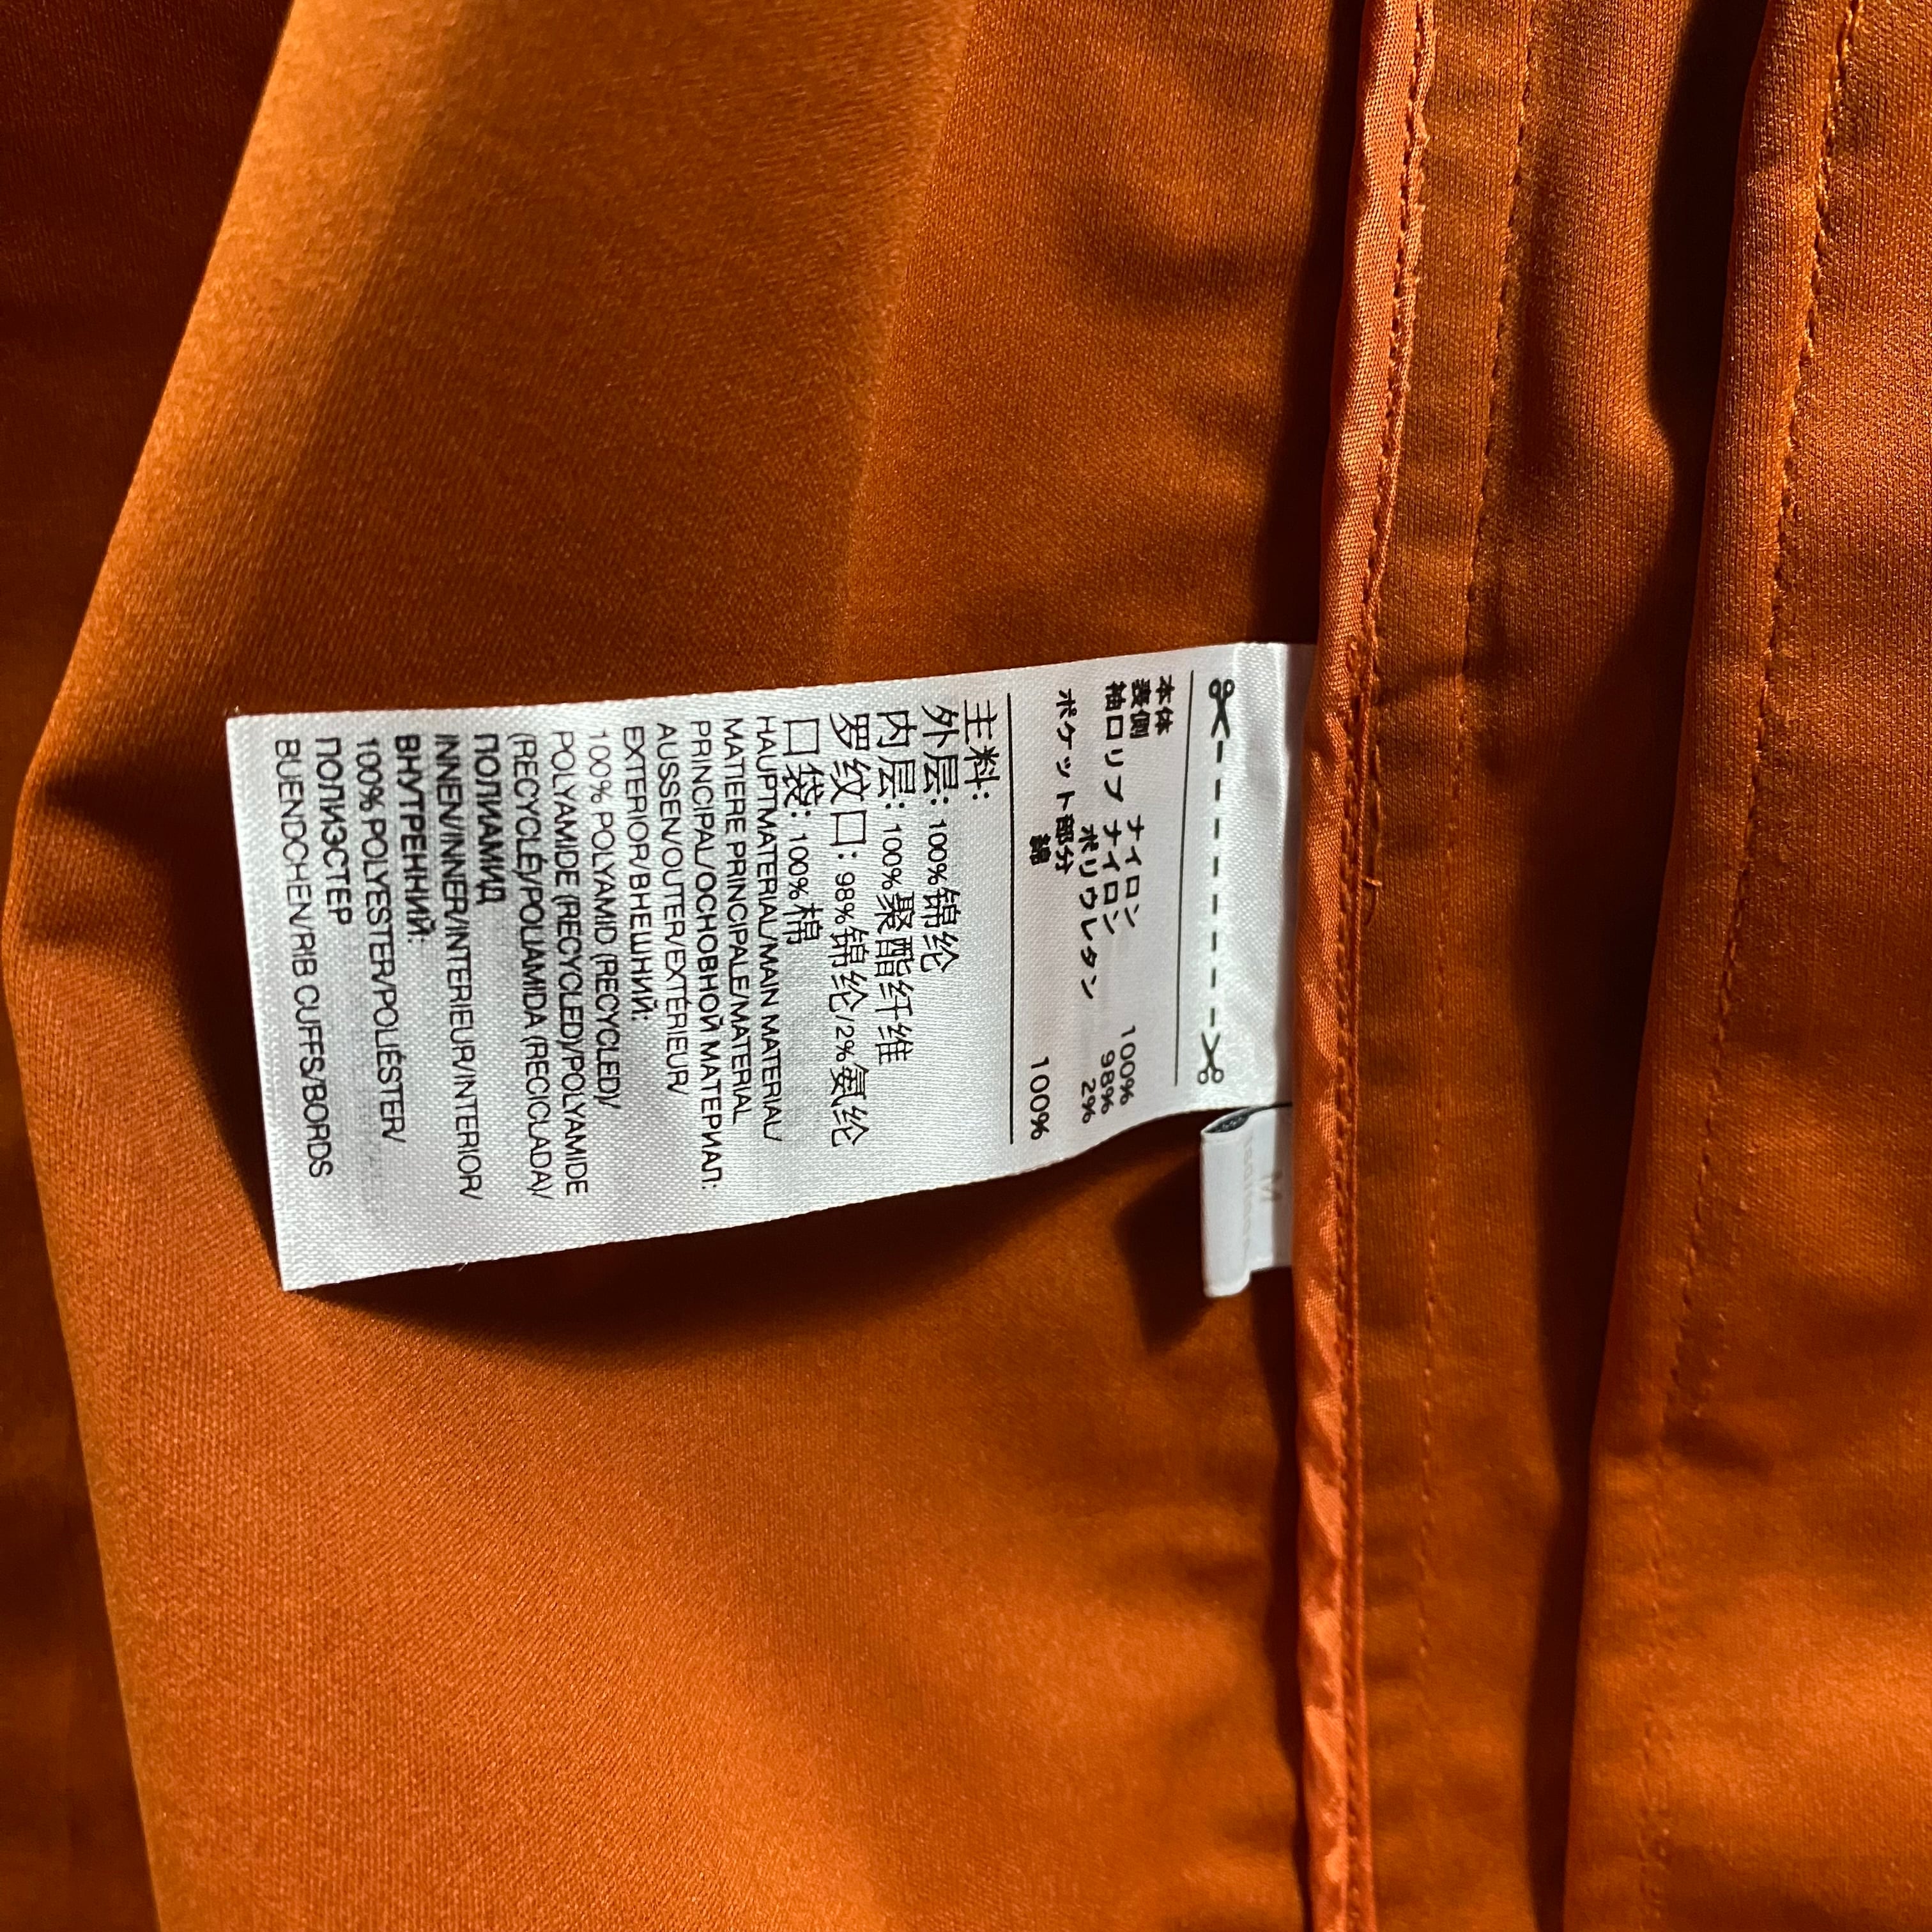 本体
表側 ナイロン 100%
袖口リブ ナイロン 98%
ポリウレタン 2%
ポケット部分
綿 100%
主料:
外层: 100%锦纶
内层: 100%聚酯纤维
罗纹口: 98%锦纶/2%氨纶
口袋: 100%棉
HAUPTMATERIAL/MAIN MATERIAL/
MATIERE PRINCIPALE/MATERIAL
PRINCIPAL/ОСНОВНОЙ МАТЕРИАЛ:
AUSSEN/OUTER/EXTÉRIEUR/
EXTERIOR/ВНЕШНИЙ:
100% POLYAMID (RECYCLED)/
POLYAMIDE (RECYCLED)/POLYAMIDE
(RECYCLÉ)/POLIAMIDA (RECICLADA)/
ПОЛИАМИД
INNEN/INNER/INTERIEUR/INTERIOR/
ВНУТРЕННИЙ:
100% POLYESTER/POLIÉSTER/
ПОЛИЭСТЕР
BUENDCHEN/RIB CUFFS/BORDS
M